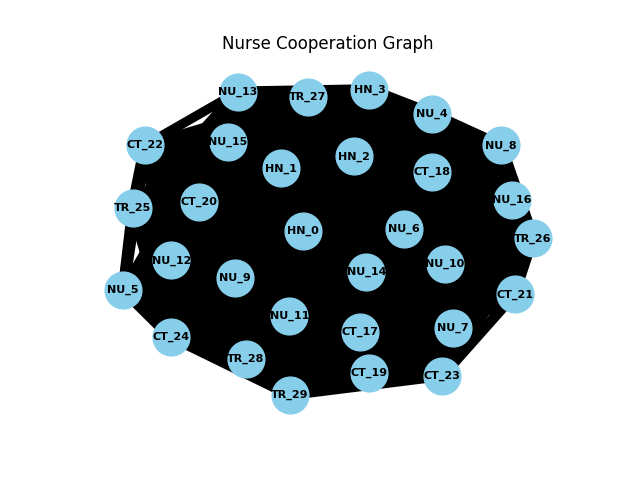 Nurse Cooperation Graph
NU_13
TR_27
HN_3
NU_4
CT_22
NU_15
NU_8
HN_2
HN_1
CT_18
CT_20
NU_16
TR_25
HN_0
NU_6
TR_26
NU_12
NU_9
NU_14
NU_10
NU_5
CT_21
NU_11
CT_17
NU_7
CT_24
TR_28
CT_19
CT_23
TR_29